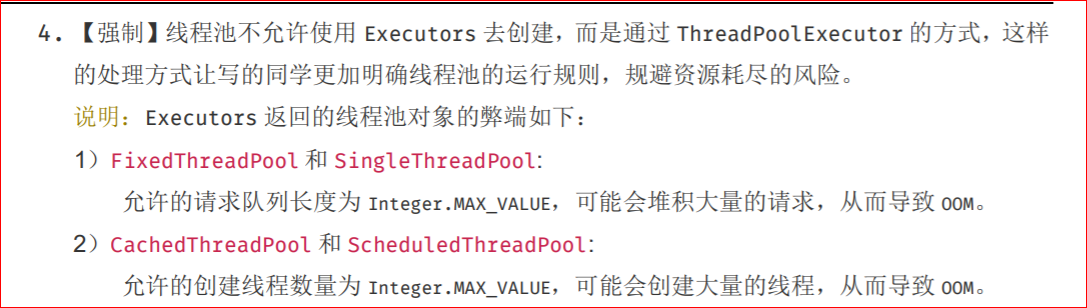 4. 【强制】线程池不允许使用 Executors 去创建，而是通过 ThreadPoolExecutor 的方式，这样
的处理方式让写的同学更加明确线程池的运行规则，规避资源耗尽的风险。
说明：Executors 返回的线程池对象的弊端如下：
1）FixedThreadPool 和 SingleThreadPool:
允许的请求队列长度为 Integer.MAX_VALUE，可能会堆积大量的请求，从而导致 OOM。
2）CachedThreadPool 和 ScheduledThreadPool:
允许的创建线程数量为 Integer.MAX_VALUE，可能会创建大量的线程，从而导致 OOM。